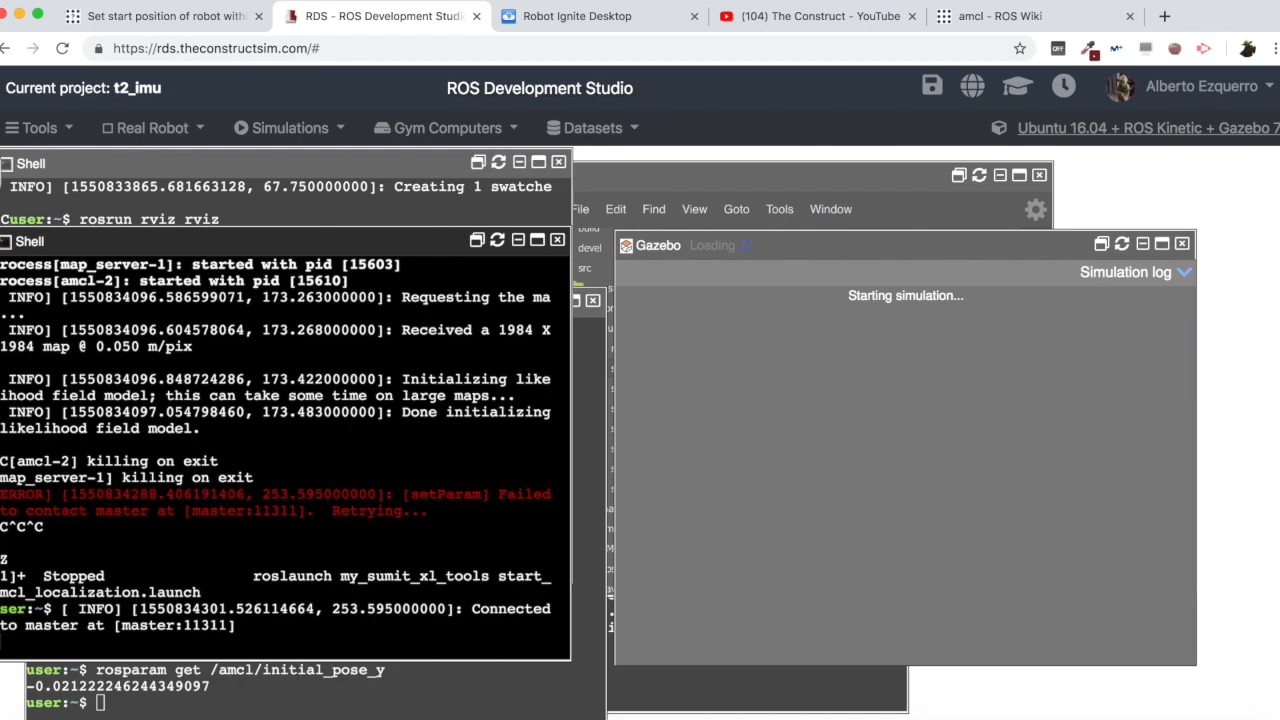 Set start position of robot with
RDS - ROS Development Studi
Robot Ignite Desktop
(104) The Construct - YouTube
amcl - ROS Wiki
https://rds.theconstructsim.com/#
OFF
Current project: t2_imu
ROS Development Studio
Alberto Ezquerro
Tools
Real Robot
Simulations
Gym Computers
Datasets
Ubuntu 16.04 + ROS Kinetic + Gazebo 7
Shell
INFO] [1550833865.681663128, 67.750000000]: Creating 1 swatche
Cuser:~$ rosrun rviz rviz
File Edit Find View Goto Tools Window
build
devel
src
Shell
rocess[map_server-1]: started with pid [15603]
rocess[amcl-2]: started with pid [15610]
INFO] [1550834096.586599071, 173.263000000]: Requesting the ma
...
INFO] [1550834096.604578064, 173.268000000]: Received a 1984 X
1984 map @ 0.050 m/pix
INFO] [1550834096.848724286, 173.422000000]: Initializing like
ihood field model; this can take some time on large maps...
INFO] [1550834097.054798460, 173.483000000]: Done initializing
likelihood field model.
C[amcl-2] killing on exit
map_server-1] killing on exit
ERROR] [1550834288.406191406, 253.595000000]: [setParam] Failed
to contact master at [master:11311].  Retrying...
C^C^C
Z
1]+  Stopped                 roslaunch my_sumit_xl_tools start_
mcl_localization.launch
ser:~$ [ INFO] [1550834301.526114664, 253.595000000]: Connected
to master at [master:11311]
Gazebo Loading
Simulation log
Starting simulation...
user:~$ rosparam get /amcl/initial_pose_y
-0.021222246244349097
user:~$